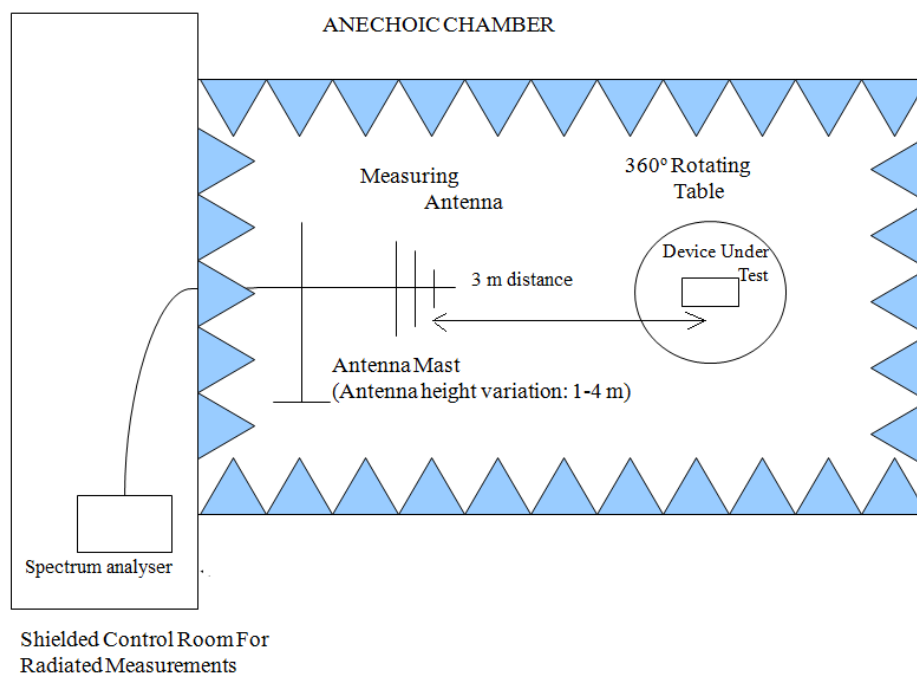 ANECHOIC CHAMBER
360º Rotating
Table
Measuring
Antenna
Device Under
Test
3 m distance
Antenna Mast
(Antenna height variation: 1-4 m)
Spectrum analyser
Shielded Control Room For
Radiated Measurements